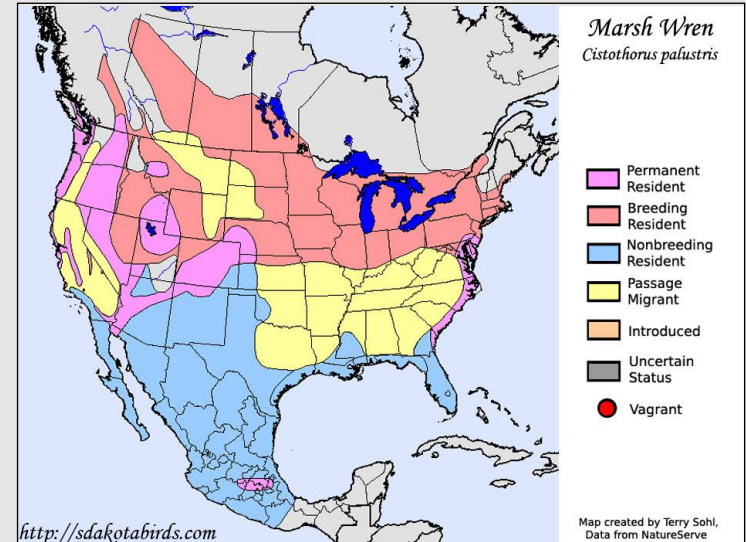 Marsh Wren
Cistothorus palustris
Permanent
Resident
Breeding
Resident
Nonbreeding
Resident
Passage
Migrant
Introduced
Uncertain
Status
Vagrant
http://sdakotabirds.com
Map created by Terry Sohl,
Data from NatureServe